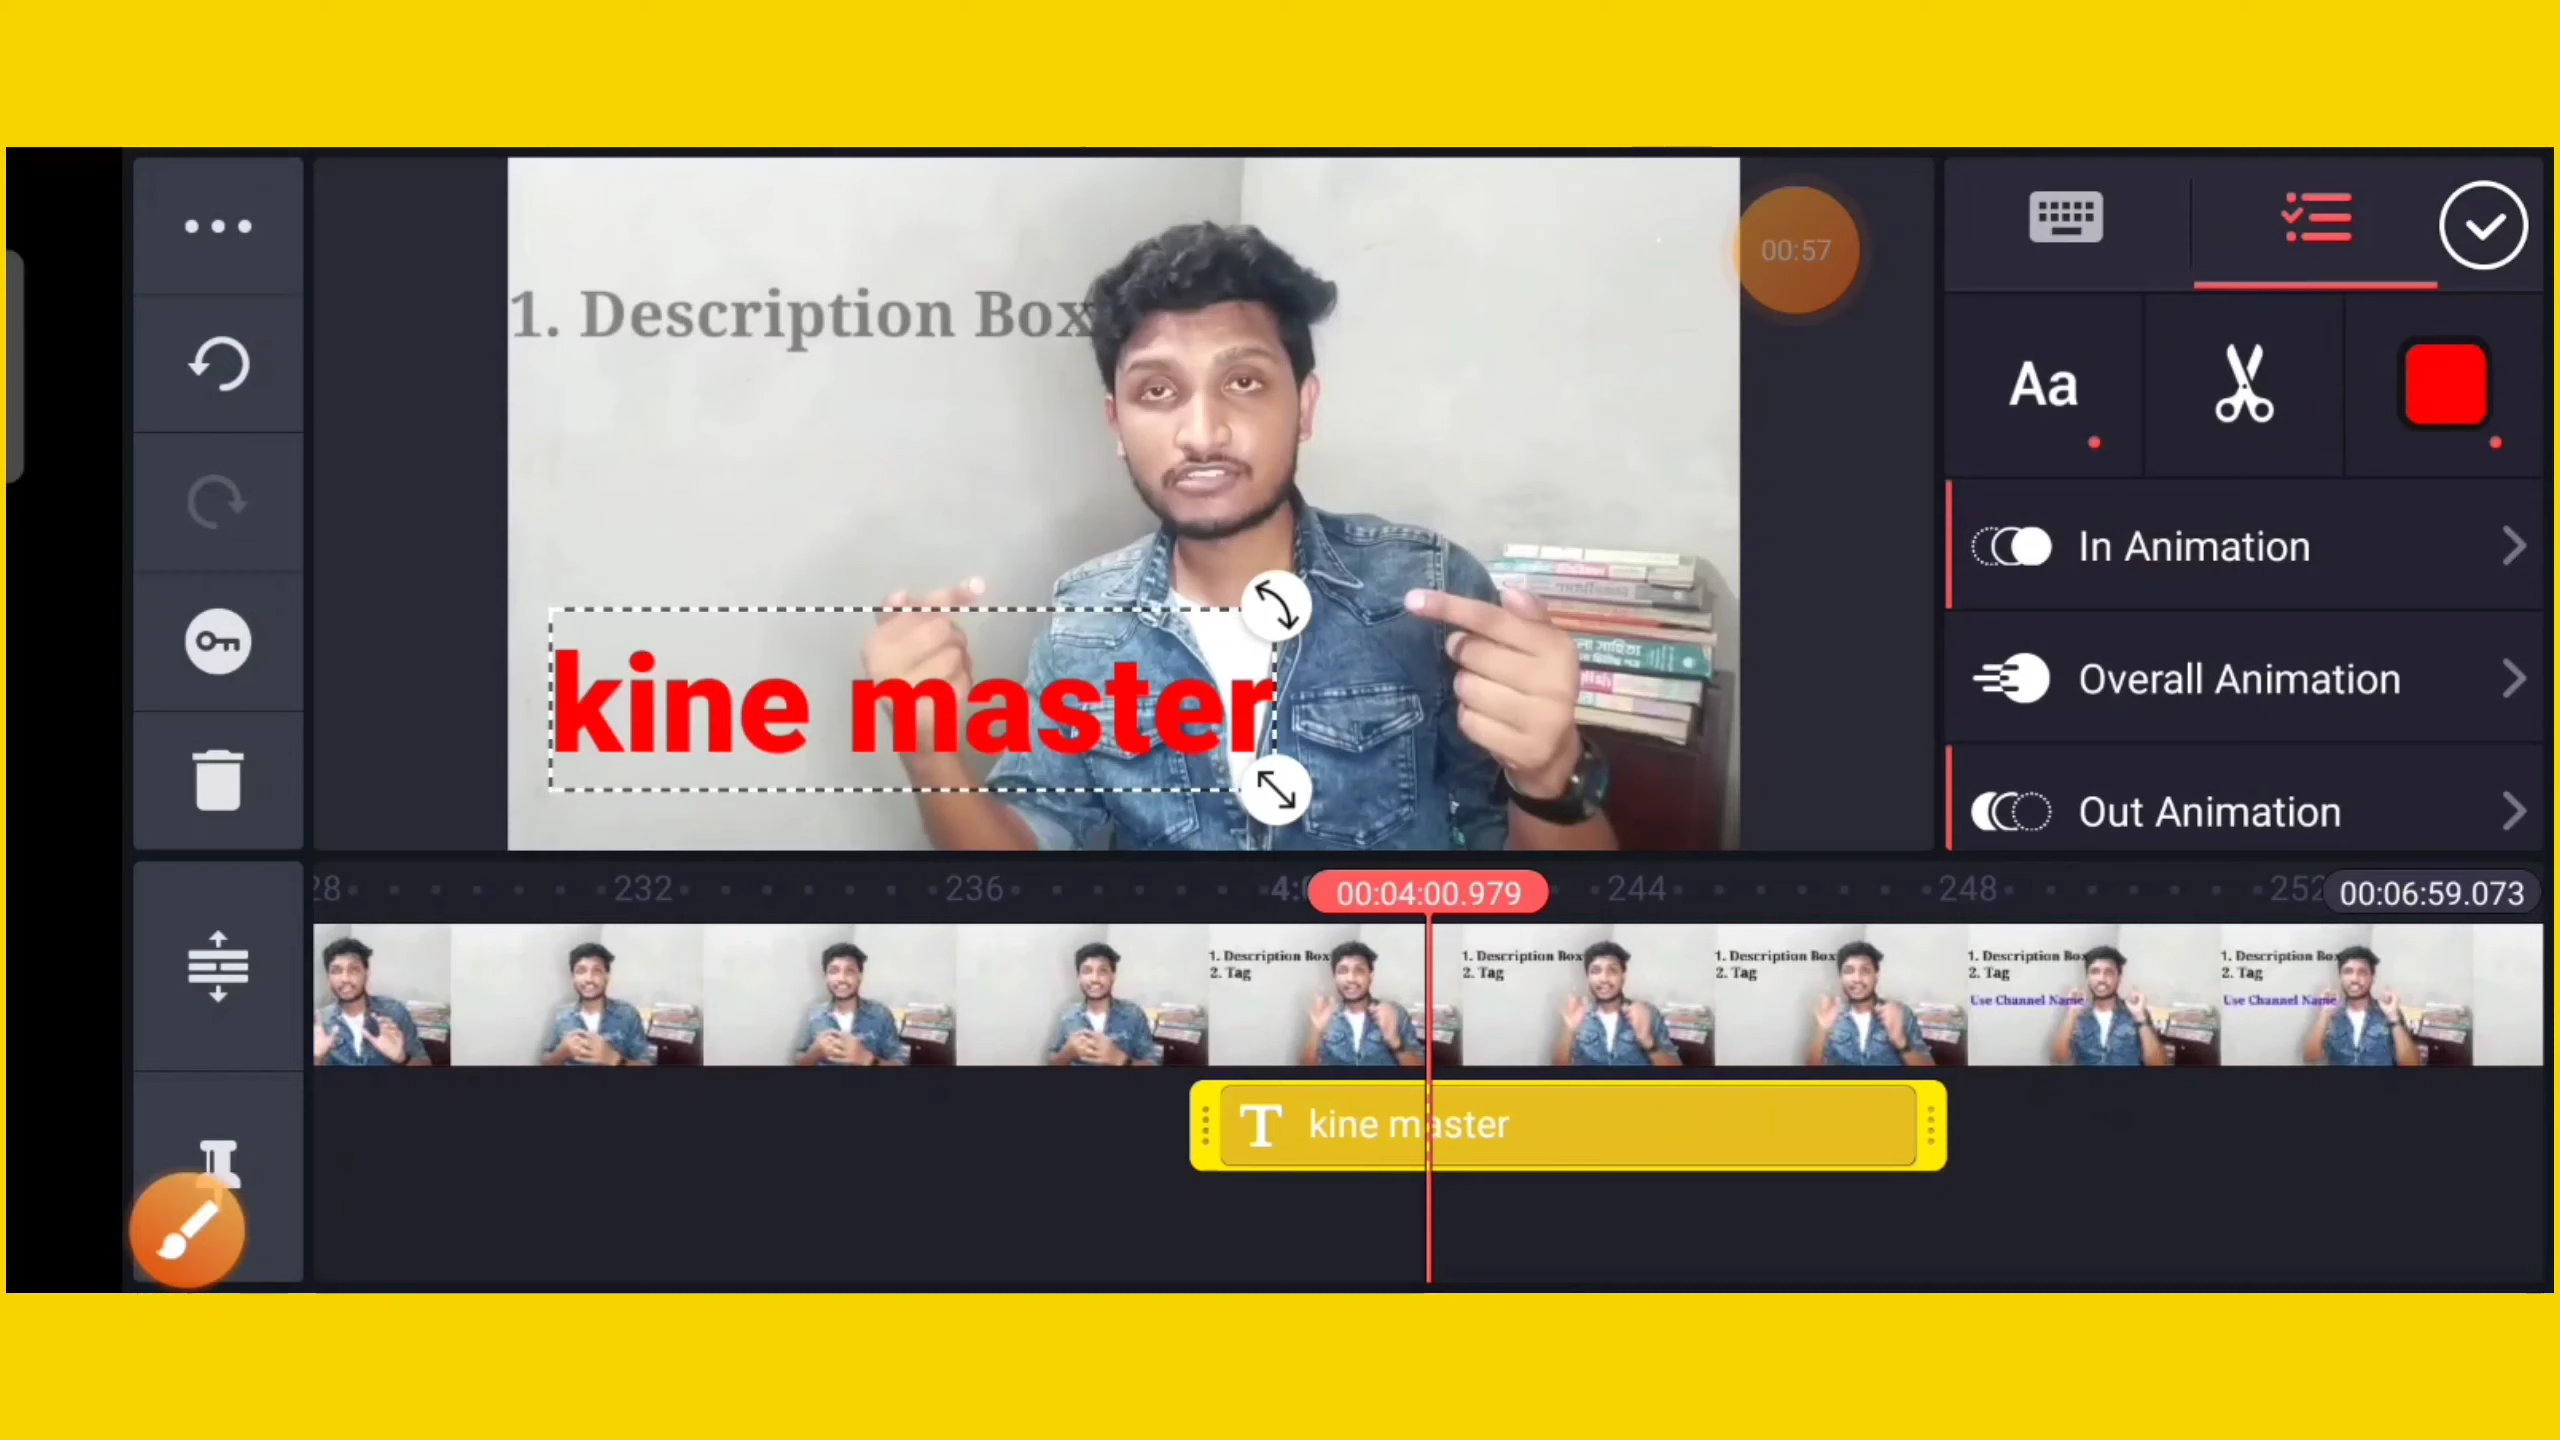 1. Description Box
00:57
Aa
In Animation
Overall Animation
Out Animation
kine master
28
232
236
4:0
00:04:00.979
244
248
252
00:06:59.073
1. Description Box
2. Tag
1. Description Box
2. Tag
1. Description Box
2. Tag
1. Description Box
2. Tag
Use Channel Name
1. Description Box
2. Tag
Use Channel Name
T kine master